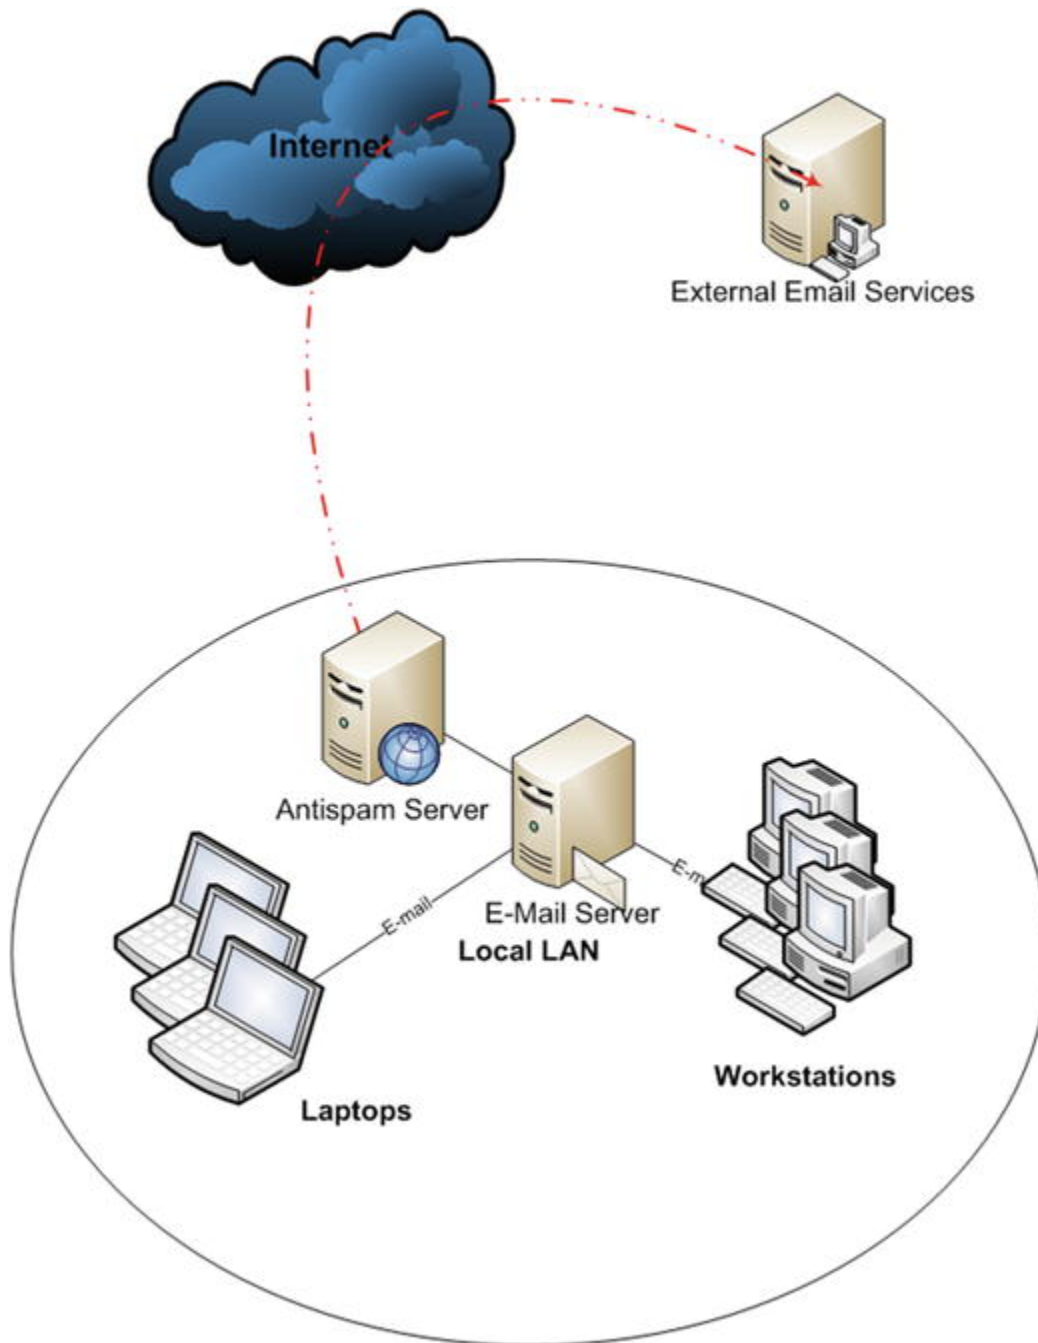 Internet
External Email Services
Antispam Server
E-mail
E-Mail Server
Local LAN
Workstations
Laptops